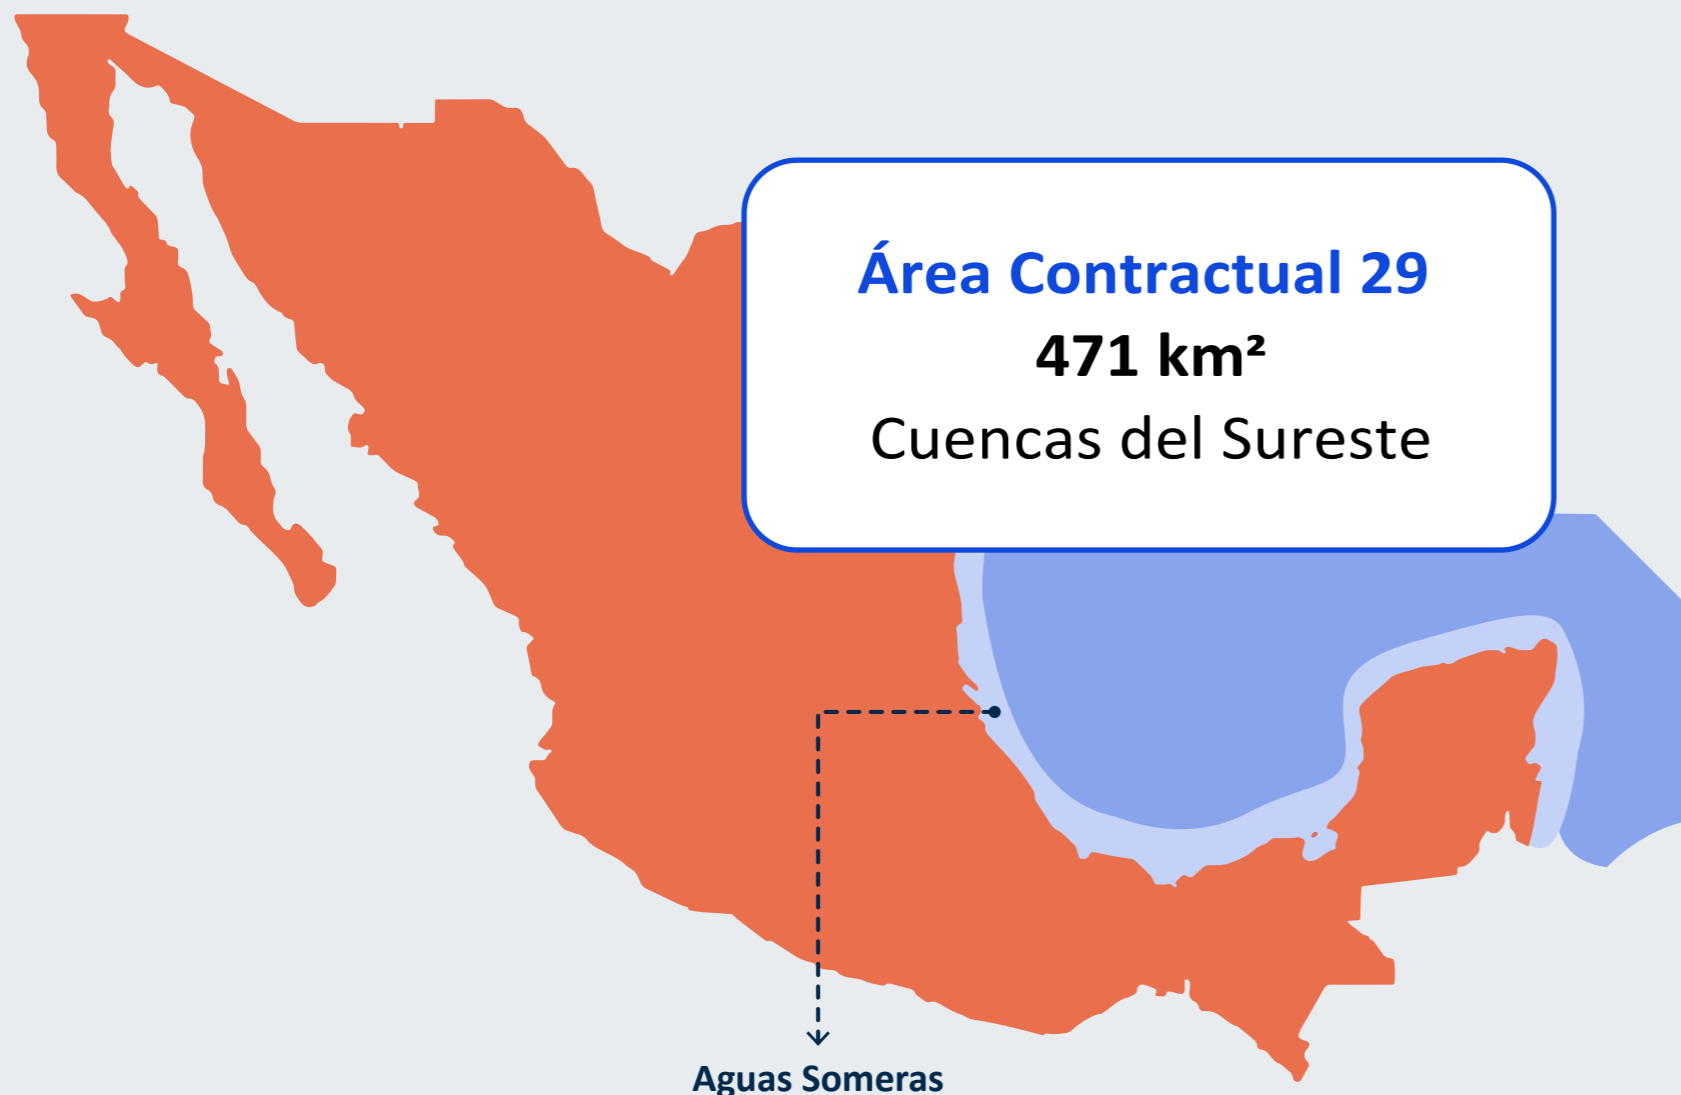 Área Contractual 29
471 km²
Cuencas del Sureste
Aguas Someras